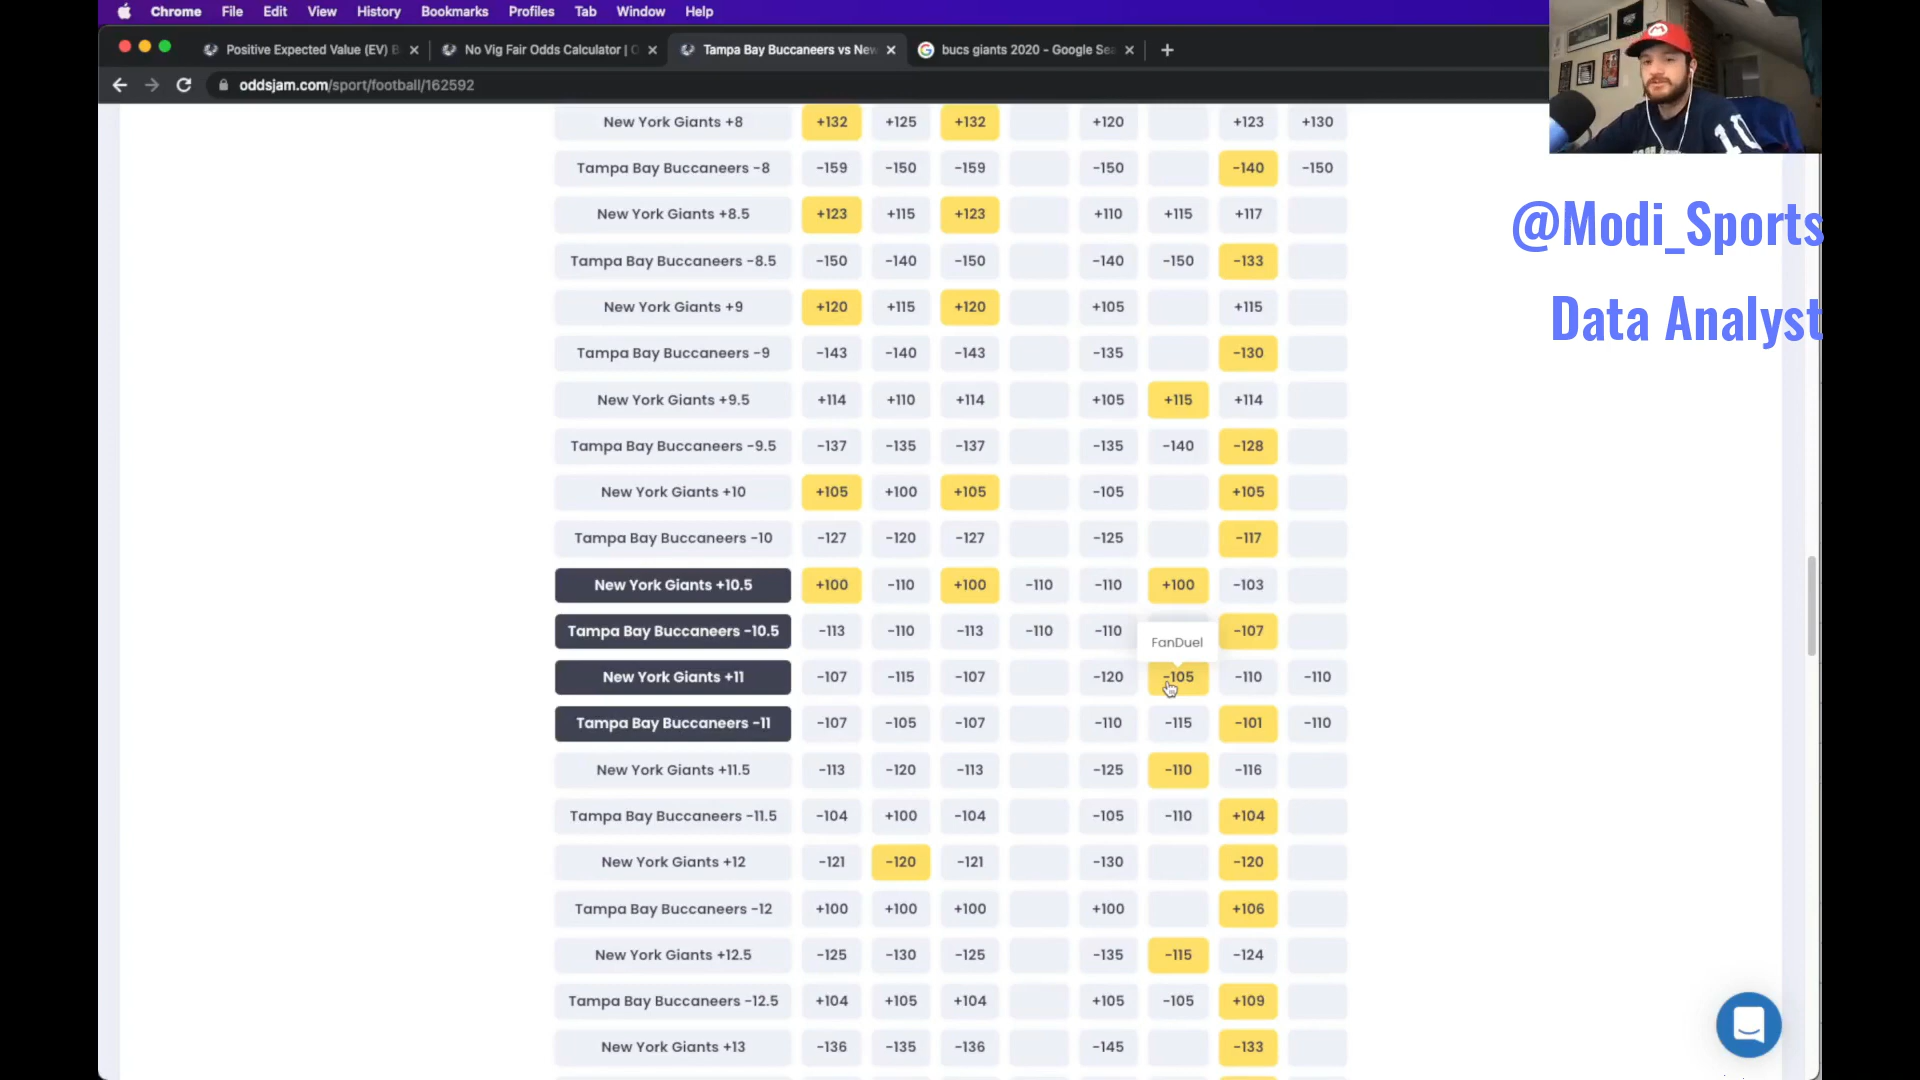 Chrome File Edit View History Bookmarks Profiles Tab Window Help
Positive Expected Value (EV) B No Vig Fair Odds Calculator | O Tampa Bay Buccaneers vs New bucs giants 2020 - Google Sea
oddsjam.com/sport/football/162592
New York Giants +8 +132 +125 +132 +120 +123 +130
Tampa Bay Buccaneers -8 -159 -150 -159 -150 -140 -150
New York Giants +8.5 +123 +115 +123 +110 +115 +117
Tampa Bay Buccaneers -8.5 -150 -140 -150 -140 -150 -133
New York Giants +9 +120 +115 +120 +105 +115
Tampa Bay Buccaneers -9 -143 -140 -143 -135 -130
New York Giants +9.5 +114 +110 +114 +105 +115 +114
Tampa Bay Buccaneers -9.5 -137 -135 -137 -135 -140 -128
New York Giants +10 +105 +100 +105 -105 +105
Tampa Bay Buccaneers -10 -127 -120 -127 -125 -117
New York Giants +10.5 +100 -110 +100 -110 -110 +100 -103
Tampa Bay Buccaneers -10.5 -113 -110 -113 -110 -110 -107
FanDuel
New York Giants +11 -107 -115 -107 -120 -105 -110 -110
Tampa Bay Buccaneers -11 -107 -105 -107 -110 -115 -101 -110
New York Giants +11.5 -113 -120 -113 -125 -110 -116
Tampa Bay Buccaneers -11.5 -104 +100 -104 -105 -110 +104
New York Giants +12 -121 -120 -121 -130 -120
Tampa Bay Buccaneers -12 +100 +100 +100 +100 +106
New York Giants +12.5 -125 -130 -125 -135 -115 -124
Tampa Bay Buccaneers -12.5 +104 +105 +104 +105 -105 +109
New York Giants +13 -136 -135 -136 -145 -133
@Modi_Sports
Data Analyst